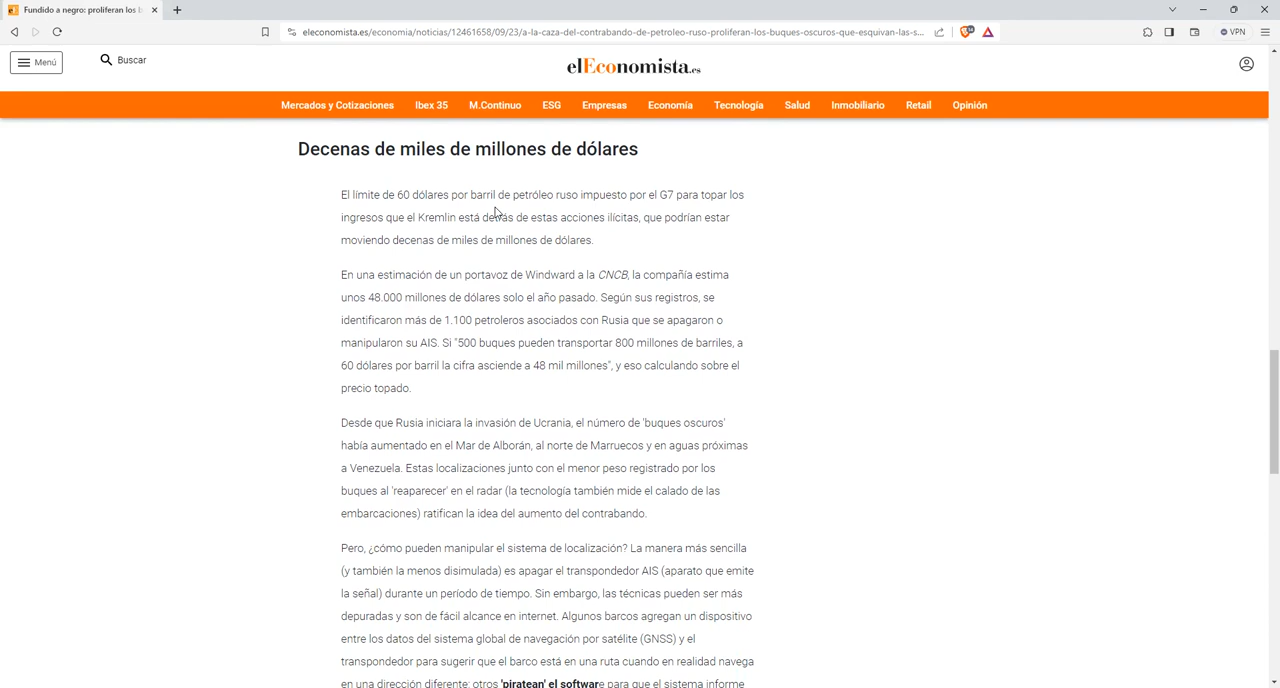 Fundido a negro: proliferan los b
eleconomista.es/economia/noticias/12461658/09/23/a-la-caza-del-contrabando-de-petroleo-ruso-proliferan-los-buques-oscuros-que-esquivan-las-s...
VPN
Menú
Buscar
elEconomista.es
Mercados y Cotizaciones Ibex 35 M.Continuo ESG Empresas Economía Tecnología Salud Inmobiliario Retail Opinión
Decenas de miles de millones de dólares
El límite de 60 dólares por barril de petróleo ruso impuesto por el G7 para topar los
ingresos que el Kremlin está detrás de estas acciones ilícitas, que podrían estar
moviendo decenas de miles de millones de dólares.
En una estimación de un portavoz de Windward a la CNCB, la compañía estima
unos 48.000 millones de dólares solo el año pasado. Según sus registros, se
identificaron más de 1.100 petroleros asociados con Rusia que se apagaron o
manipularon su AIS. Si "500 buques pueden transportar 800 millones de barriles, a
60 dólares por barril la cifra asciende a 48 mil millones", y eso calculando sobre el
precio topado.
Desde que Rusia iniciara la invasión de Ucrania, el número de 'buques oscuros'
había aumentado en el Mar de Alborán, al norte de Marruecos y en aguas próximas
a Venezuela. Estas localizaciones junto con el menor peso registrado por los
buques al 'reaparecer' en el radar (la tecnología también mide el calado de las
embarcaciones) ratifican la idea del aumento del contrabando.
Pero, ¿cómo pueden manipular el sistema de localización? La manera más sencilla
(y también la menos disimulada) es apagar el transpondedor AIS (aparato que emite
la señal) durante un período de tiempo. Sin embargo, las técnicas pueden ser más
depuradas y son de fácil alcance en internet. Algunos barcos agregan un dispositivo
entre los datos del sistema global de navegación por satélite (GNSS) y el
transpondedor para sugerir que el barco está en una ruta cuando en realidad navega
en una dirección diferente; otros 'piratean' el software para que el sistema informe